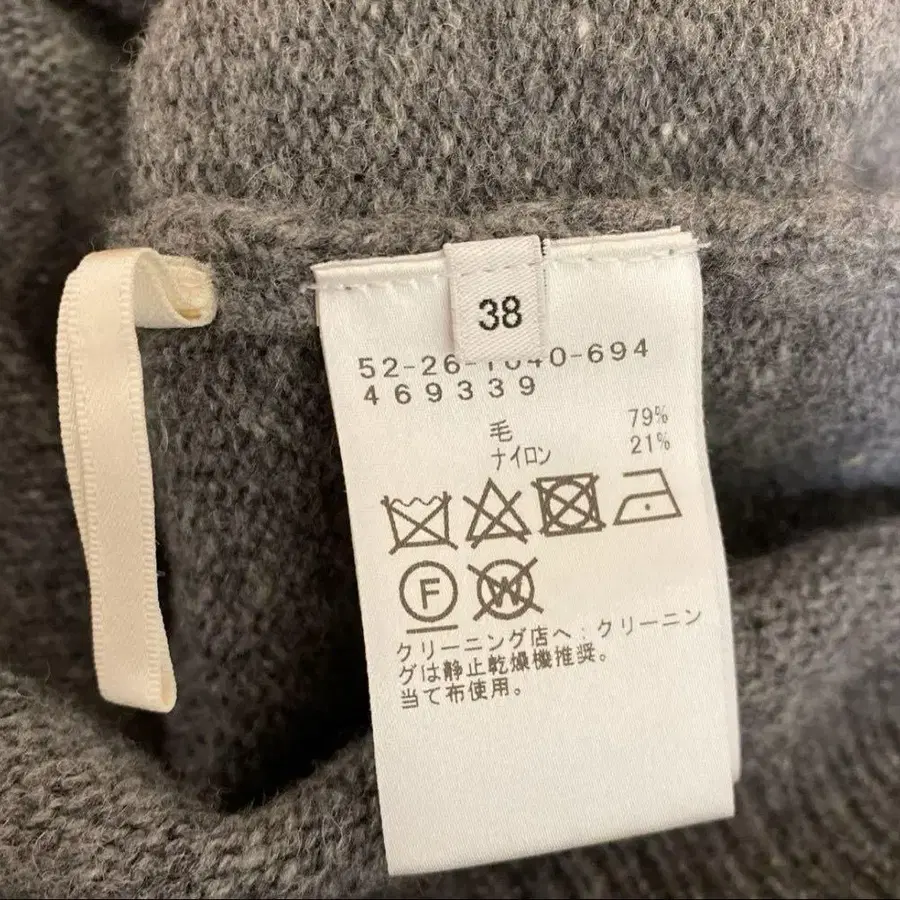 38
52-26-1040-694
469339
毛 79%
ナイロン 21%
F W
クリーニング店へ:クリーニン
グは静止乾燥機推奨。
当て布使用。